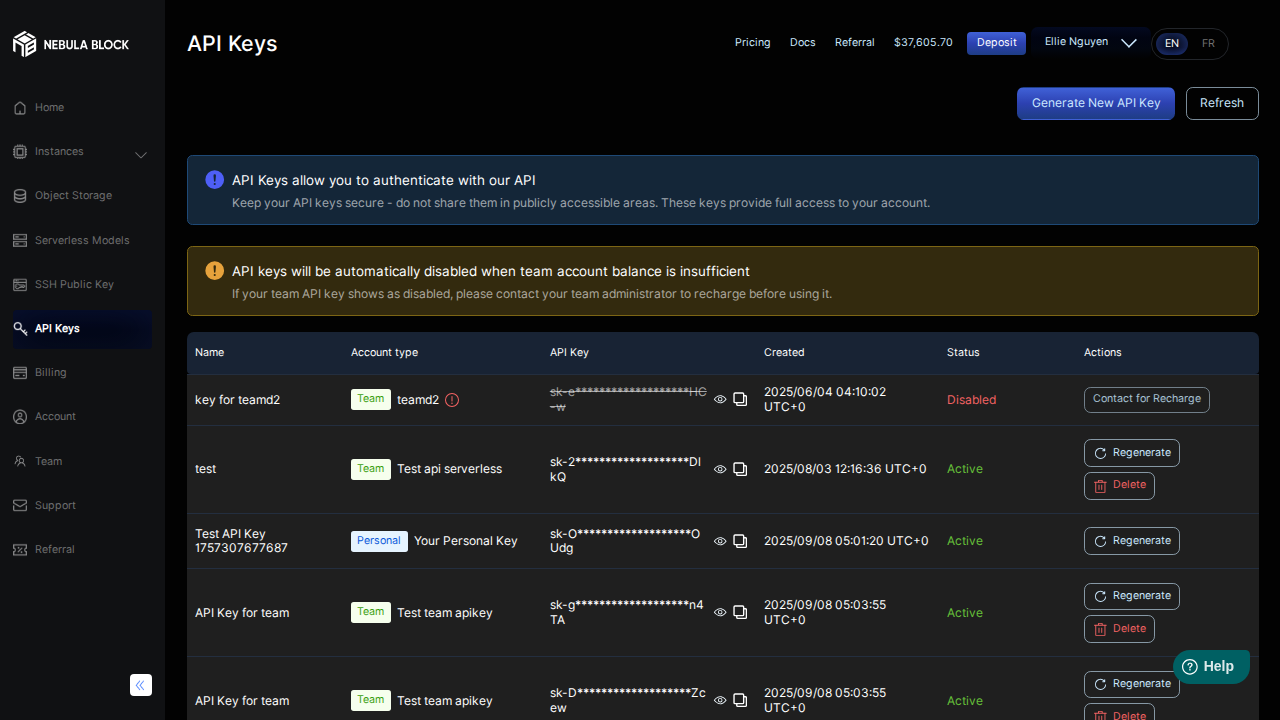 NEBULA BLOCK
API Keys
Pricing Docs Referral $37,605.70 Deposit Ellie Nguyen EN FR
Generate New API Key Refresh
Home
Instances
Object Storage
Serverless Models
SSH Public Key
API Keys
Billing
Account
Team
Support
Referral
API Keys allow you to authenticate with our API
Keep your API keys secure - do not share them in publicly accessible areas. These keys provide full access to your account.
API keys will be automatically disabled when team account balance is insufficient
If your team API key shows as disabled, please contact your team administrator to recharge before using it.
Name Account type API Key Created Status Actions
key for teamd2 Team teamd2 sk-e********************HC
-w
2025/06/04 04:10:02
UTC+0
Disabled Contact for Recharge
test Team Test api serverless sk-2********************DI
kQ
2025/08/03 12:16:36 UTC+0 Active Regenerate
Delete
Test API Key
1757307677687
Personal Your Personal Key sk-O********************O
Udg
2025/09/08 05:01:20 UTC+0 Active Regenerate
API Key for team Team Test team apikey sk-g********************n4
TA
2025/09/08 05:03:55
UTC+0
Active Regenerate
Delete
API Key for team Team Test team apikey sk-D********************Zc
ew
2025/09/08 05:03:55
UTC+0
Active Regenerate
Delete
Help